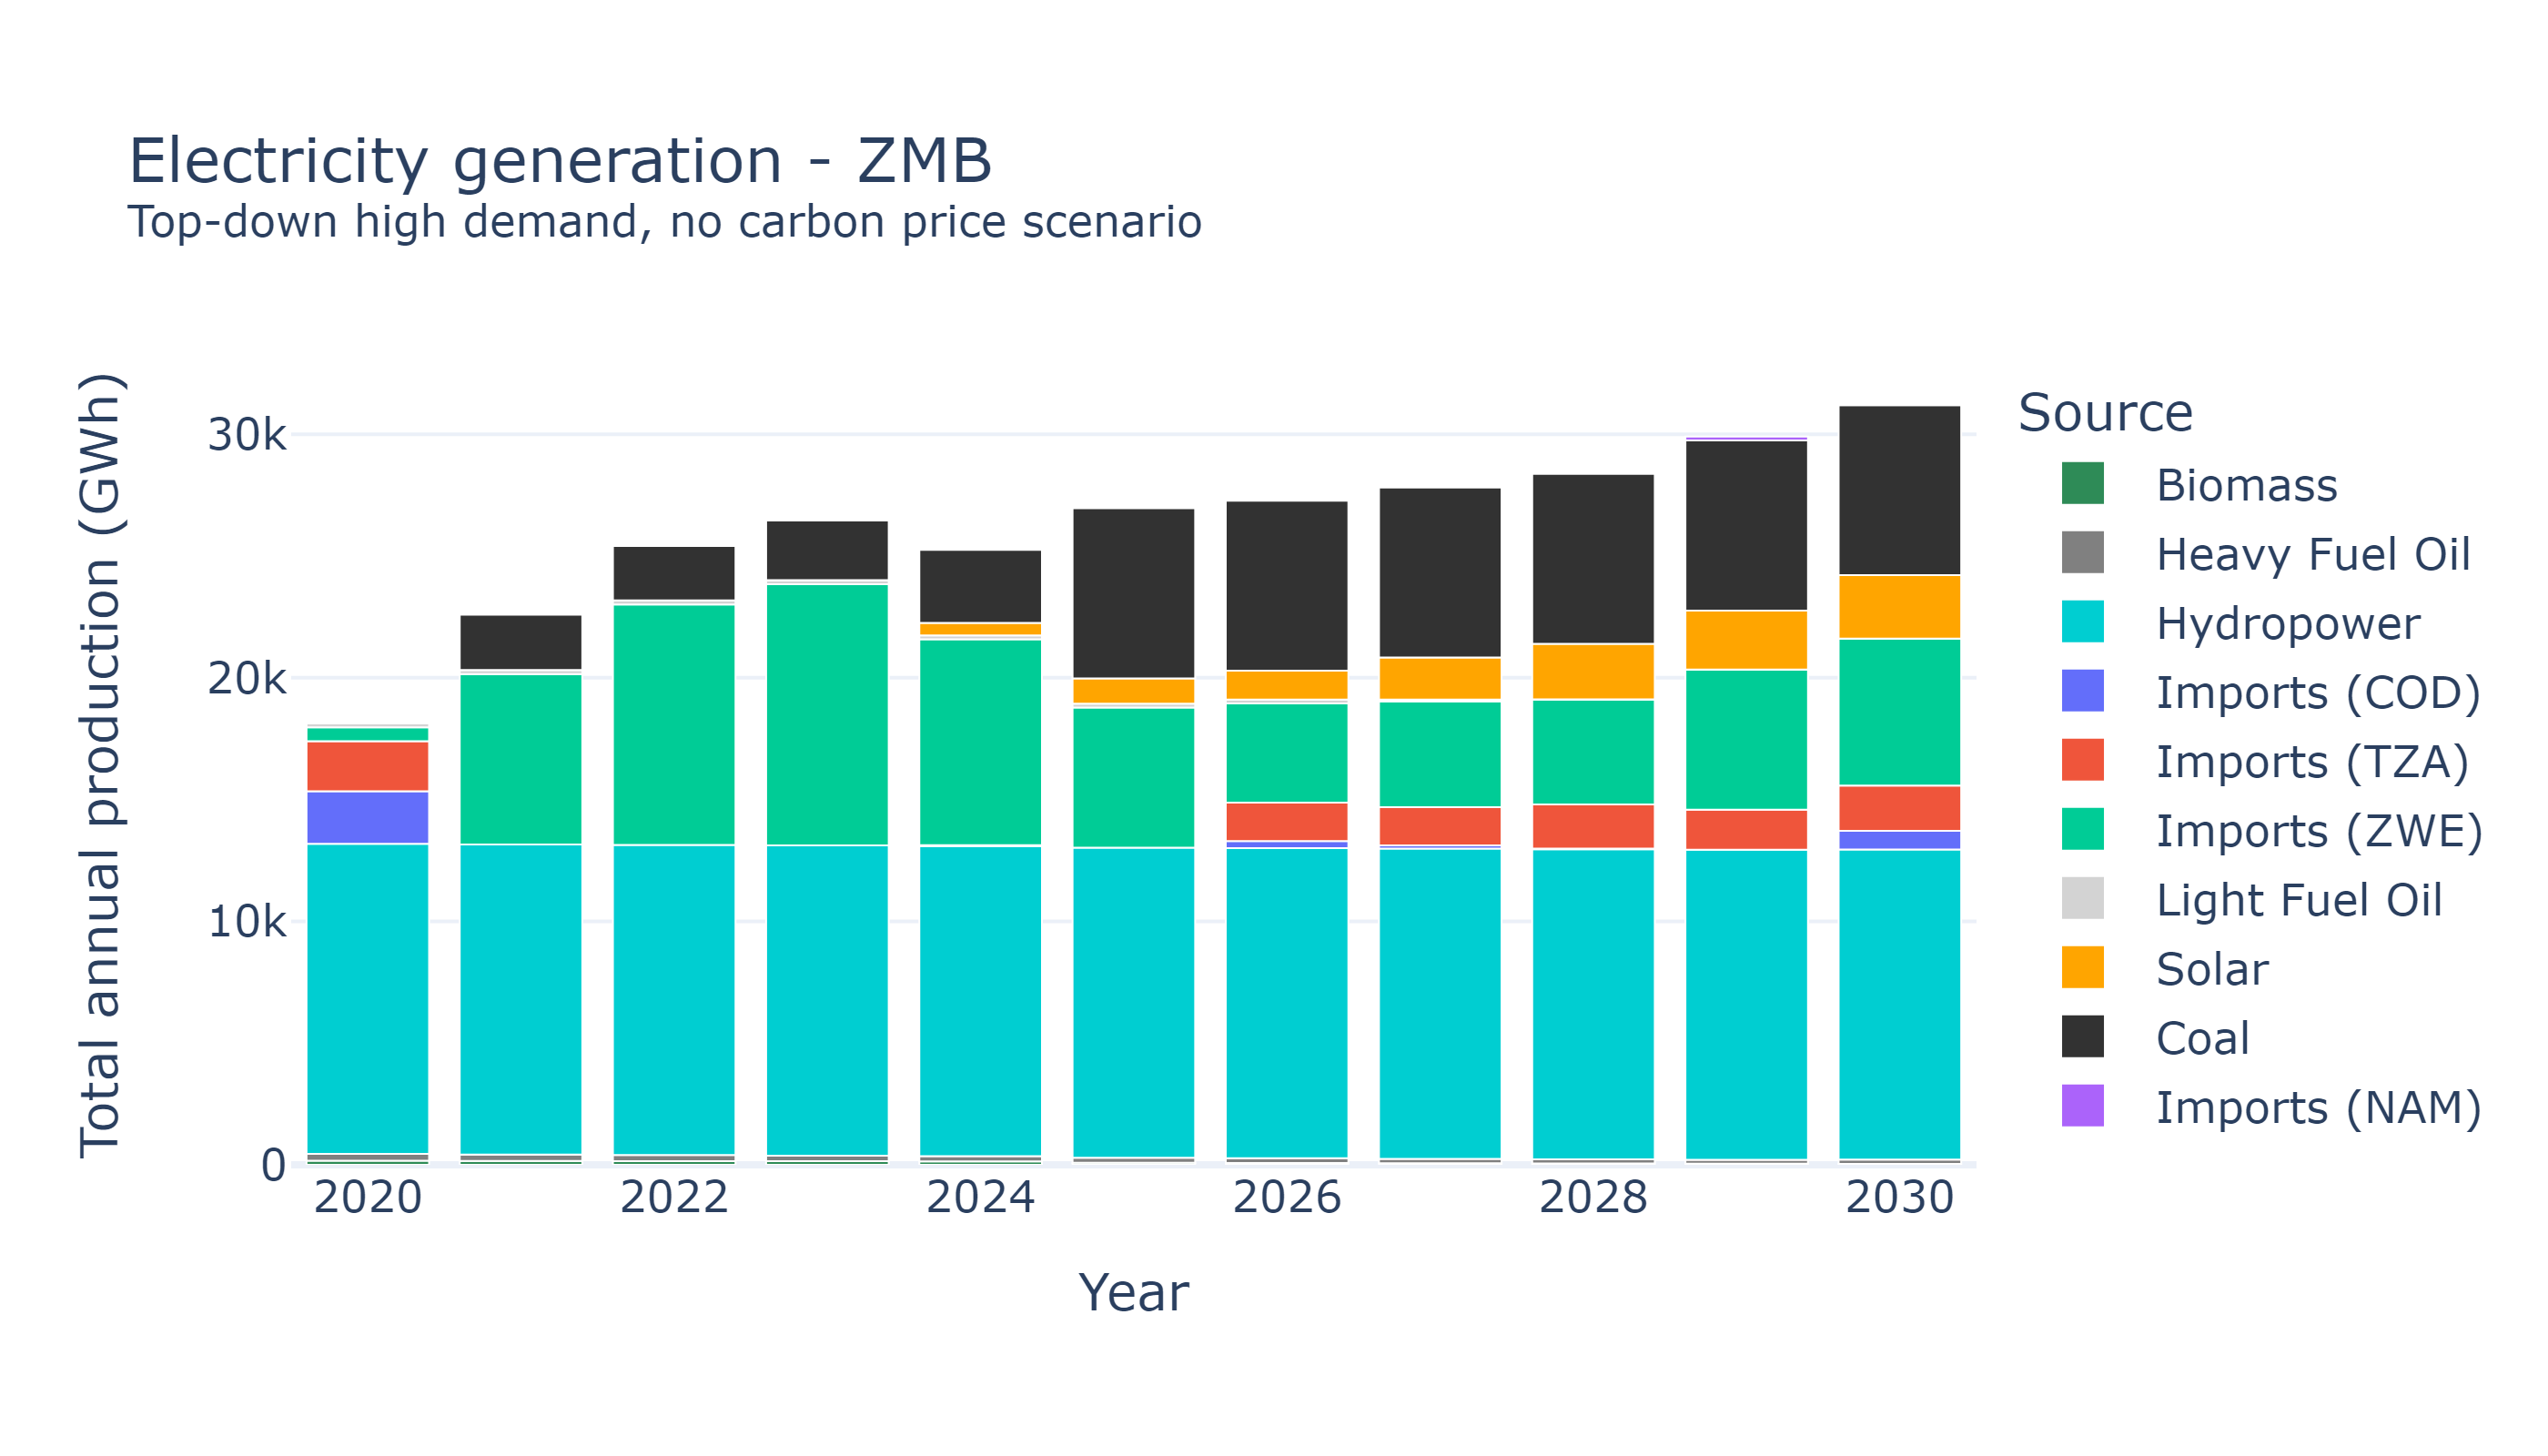 Electricity generation - ZMB
Top-down high demand, no carbon price scenario
Total annual production (GWh)
30k
20k
10k
0
2020
2022
2024
2026
2028
2030
Year
Source
Biomass
Heavy Fuel Oil
Hydropower
Imports (COD)
Imports (TZA)
Imports (ZWE)
Light Fuel Oil
Solar
Coal
Imports (NAM)